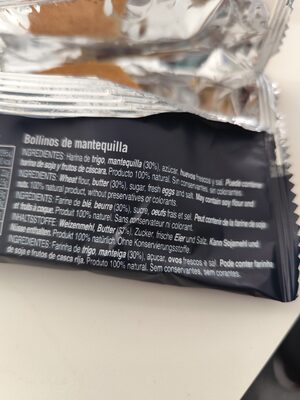 Bollinos de mantequilla
INGREDIENTES: Harina de trigo, mantequilla (30%), azúcar, huevos frescos y sal. Puede contener
harina de soja y frutos de cáscara. Producto 100% natural. Sin conservantes, sin colorantes.
INGREDIENTS: Wheat flour, butter (30%), sugar, fresh eggs and salt. May contain soy flour and
nuts. 100% natural product, without preservatives or colorants.
INGRÉDIENTS: Farine de blé, beurre (30%), sucre, oeufs frais et sel. Peut contenir de la farine de soja
et fruits à coque. Produit 100% naturel. Sans conservateur ni colorant.
INHALTSTOFFE: Weizenmehl, Butter (30%), Zucker, frische Eier und Salz. Kann Sojamehl und
Nüsse enthalten. Produkt 100% natürlich. Ohne Konservierungsstoffe
INGREDIENTES: Farinha de trigo, manteiga (30%), açucar, ovos frescos e sal. Pode conter farinha
de soja e frutos de casca rija. Produto 100% natural. Sem conservantes, sem corantes.